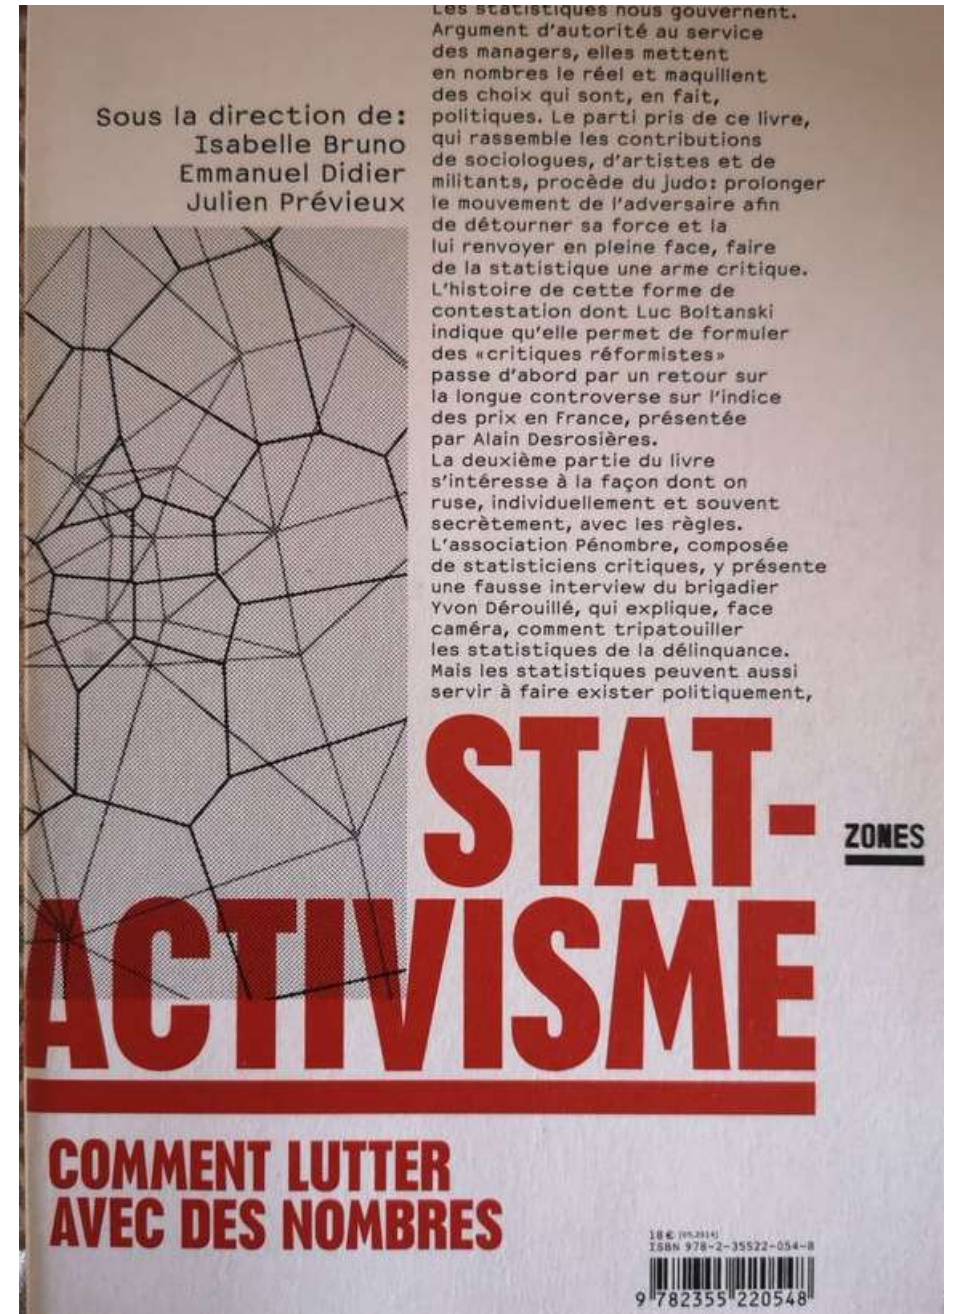 Sous la direction de:
Isabelle Bruno
Emmanuel Didier
Julien Prévieux
Les statistiques nous gouvernent.
Argument d'autorité au service
des managers, elles mettent
en nombres le réel et maquillent
des choix qui sont, en fait,
politiques. Le parti pris de ce livre,
qui rassemble les contributions
de sociologues, d'artistes et de
militants, procède du judo: prolonger
le mouvement de l'adversaire afin
de détourner sa force et la
lui renvoyer en pleine face, faire
de la statistique une arme critique.
L'histoire de cette forme de
contestation dont Luc Boltanski
indique qu'elle permet de formuler
des «critiques réformistes»
passe d'abord par un retour sur
la longue controverse sur l'indice
des prix en France, présentée
par Alain Desrosières.
La deuxième partie du livre
s'intéresse à la façon dont on
ruse, individuellement et souvent
secrètement, avec les règles.
L'association Pénombre, composée
de statisticiens critiques, y présente
une fausse interview du brigadier
Yvon Dérouillé, qui explique, face
caméra, comment tripatouiller
les statistiques de la délinquance.
Mais les statistiques peuvent aussi
servir à faire exister politiquement,
STAT-
ZONES
ACTIVISME
COMMENT LUTTER
AVEC DES NOMBRES
18 € [05.2014]
ISBN 978-2-35522-054-8
9 782355 220548